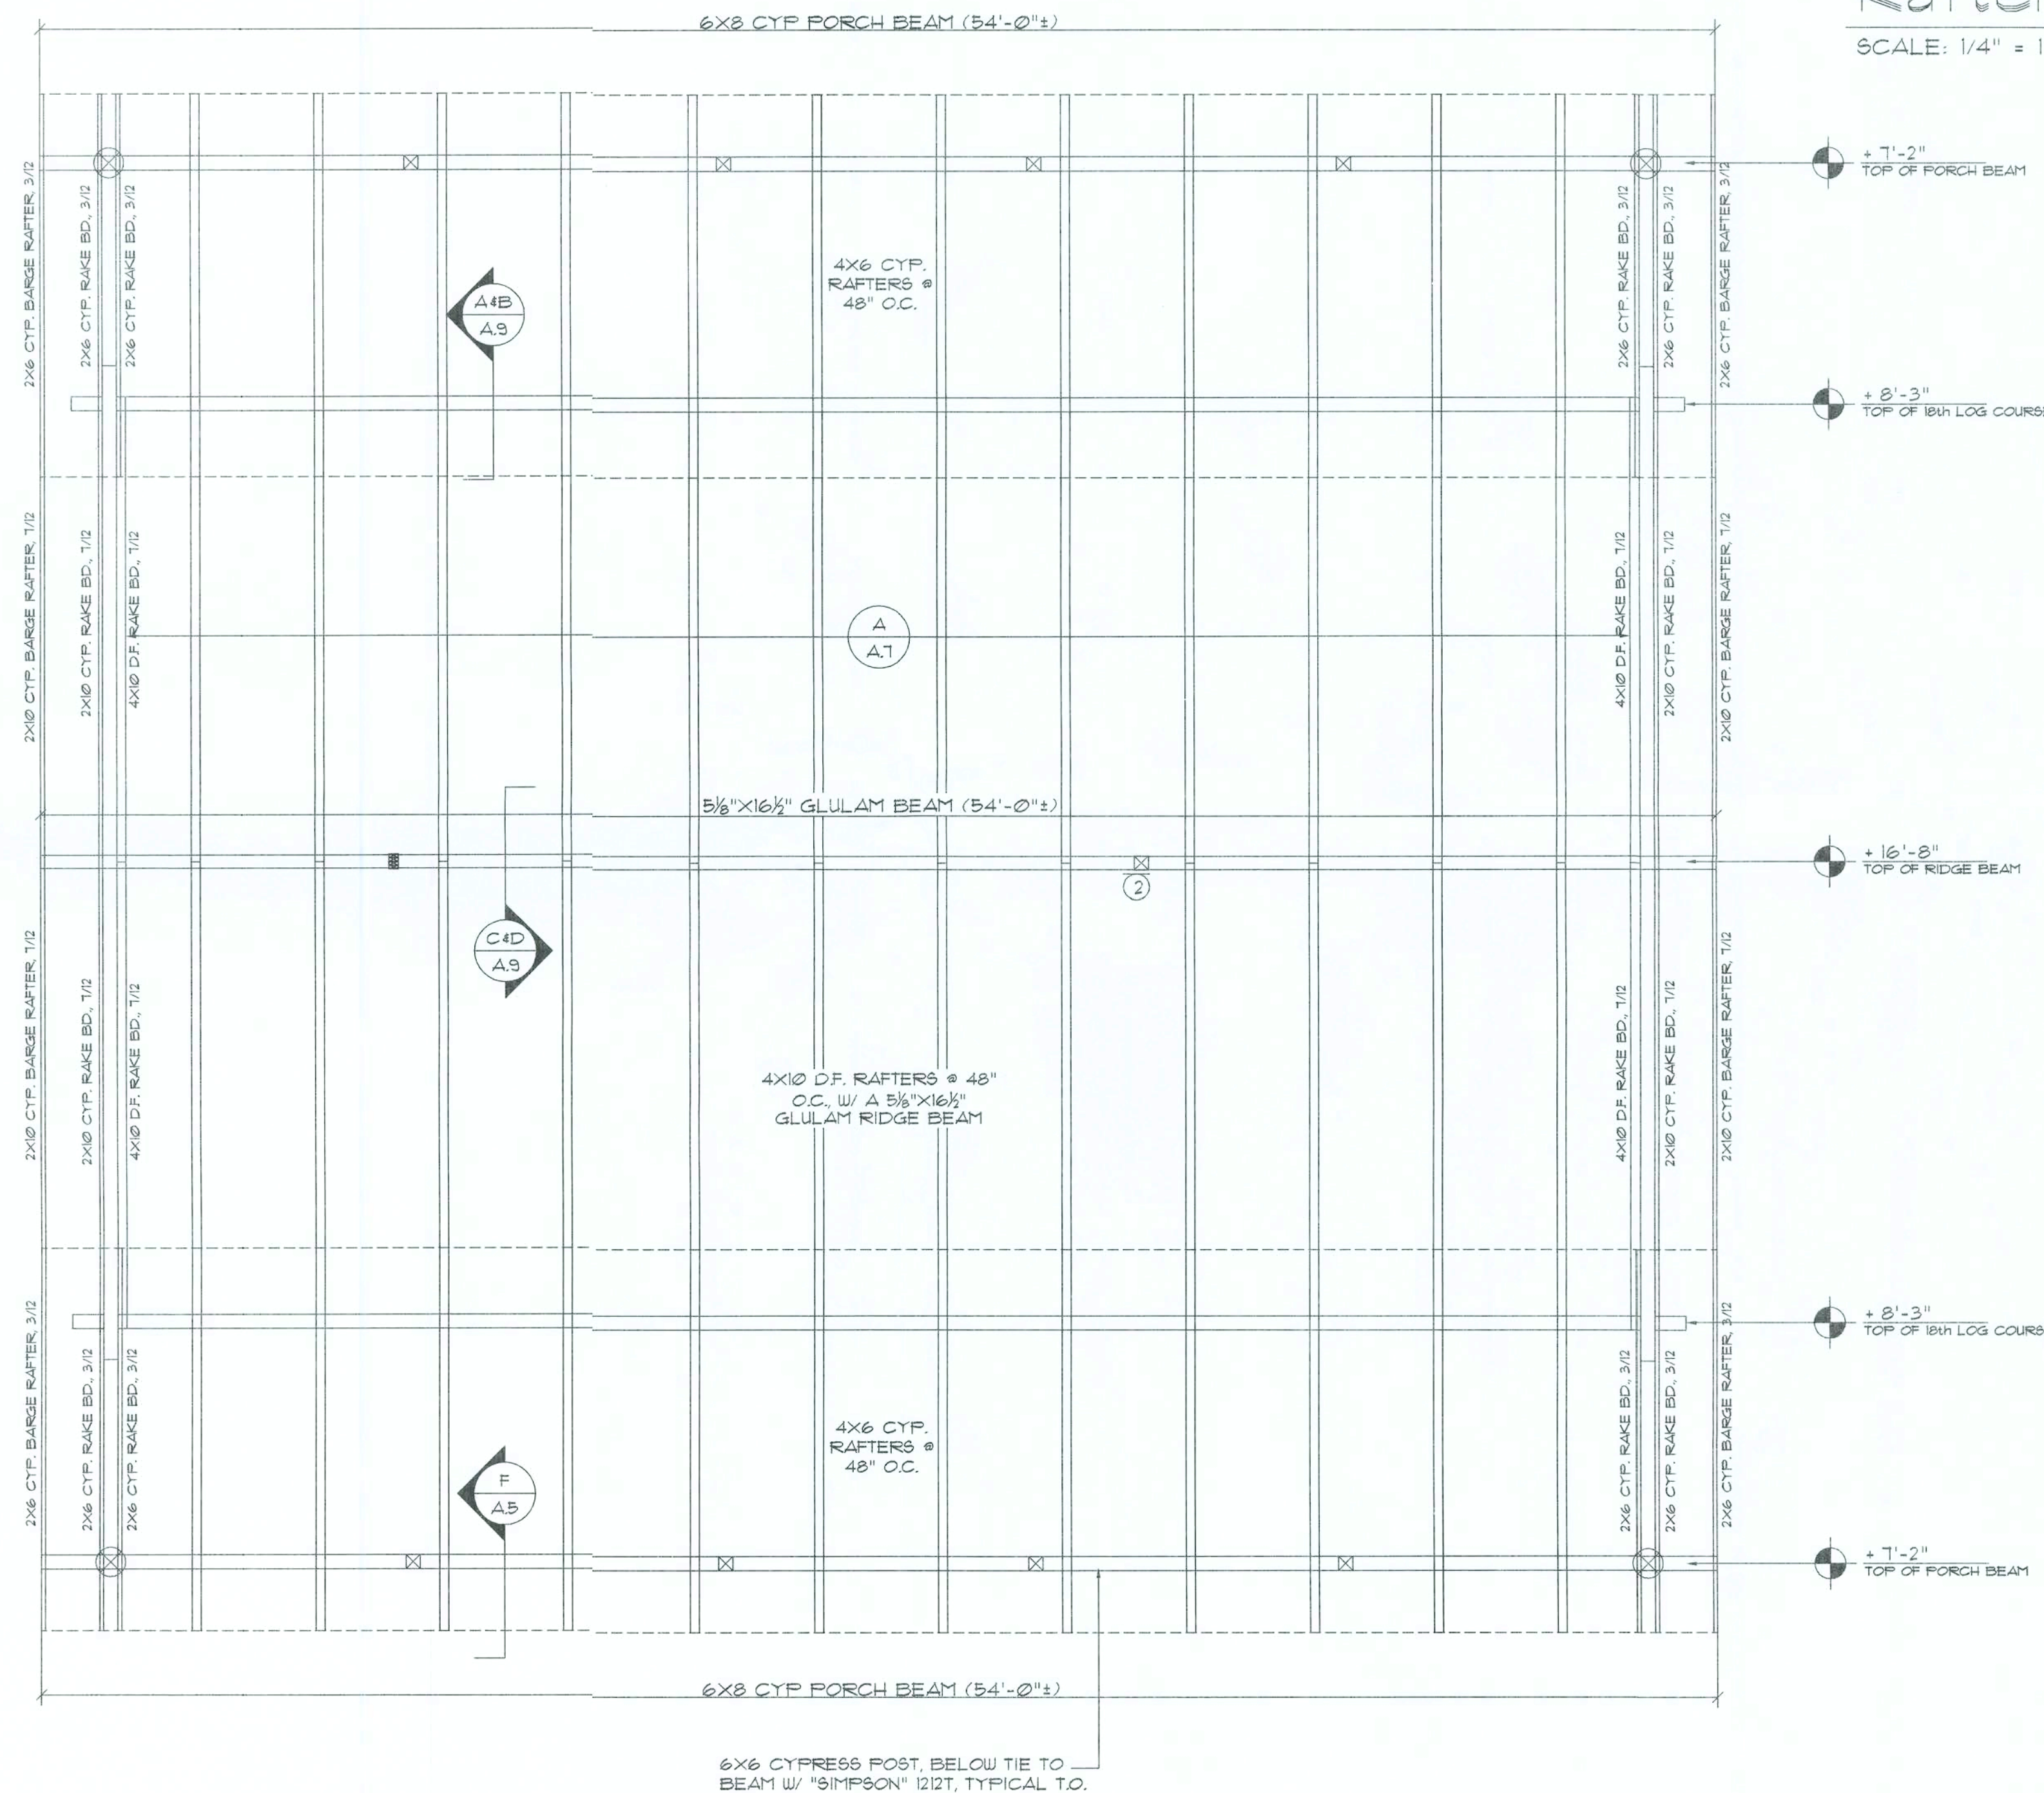 6X8 CYP PORCH BEAM (54'-0"±)
SCALE: 1/4" = 1
2X6 CYP. BARGE RAFTER, 3/12
2X6 CYP. RAKE BD., 3/12
2X6 CYP. RAKE BD., 3/12
2X6 CYP. RAKE BD., 3/12
2X6 CYP. RAKE BD., 3/12
2X6 CYP. BARGE RAFTER, 3/12
+ 7'-2"
TOP OF PORCH BEAM
4X6 CYP.
RAFTERS @
48" O.C.
A&B
A.9
+ 8'-3"
TOP OF 18th LOG COURS
2X10 CYP. BARGE RAFTER, 7/12
2X10 CYP. RAKE BD., 7/12
4X10 D.F. RAKE BD., 7/12
A
A.7
4X10 D.F. RAKE BD., 7/12
2X10 CYP. RAKE BD., 7/12
2X10 CYP. BARGE RAFTER, 7/12
5⅛"X16½" GLULAM BEAM (54'-0"±)
+ 16'-8"
TOP OF RIDGE BEAM
2
C&D
A.9
2X10 CYP. BARGE RAFTER, 7/12
2X10 CYP. RAKE BD., 7/12
4X10 D.F. RAKE BD., 7/12
4X10 D.F. RAFTERS @ 48"
O.C., W/ A 5⅛"X16½"
GLULAM RIDGE BEAM
4X10 D.F. RAKE BD., 7/12
2X10 CYP. RAKE BD., 7/12
2X10 CYP. BARGE RAFTER, 7/12
+ 8'-3"
TOP OF 18th LOG COURS
2X6 CYP. BARGE RAFTER, 3/12
2X6 CYP. RAKE BD., 3/12
2X6 CYP. RAKE BD., 3/12
4X6 CYP.
RAFTERS @
48" O.C.
2X6 CYP. RAKE BD., 3/12
2X6 CYP. RAKE BD., 3/12
2X6 CYP. BARGE RAFTER, 3/12
F
A.5
+ 7'-2"
TOP OF PORCH BEAM
6X8 CYP PORCH BEAM (54'-0"±)
6X6 CYPRESS POST, BELOW TIE TO
BEAM W/ "SIMPSON" 1212T, TYPICAL T.O.